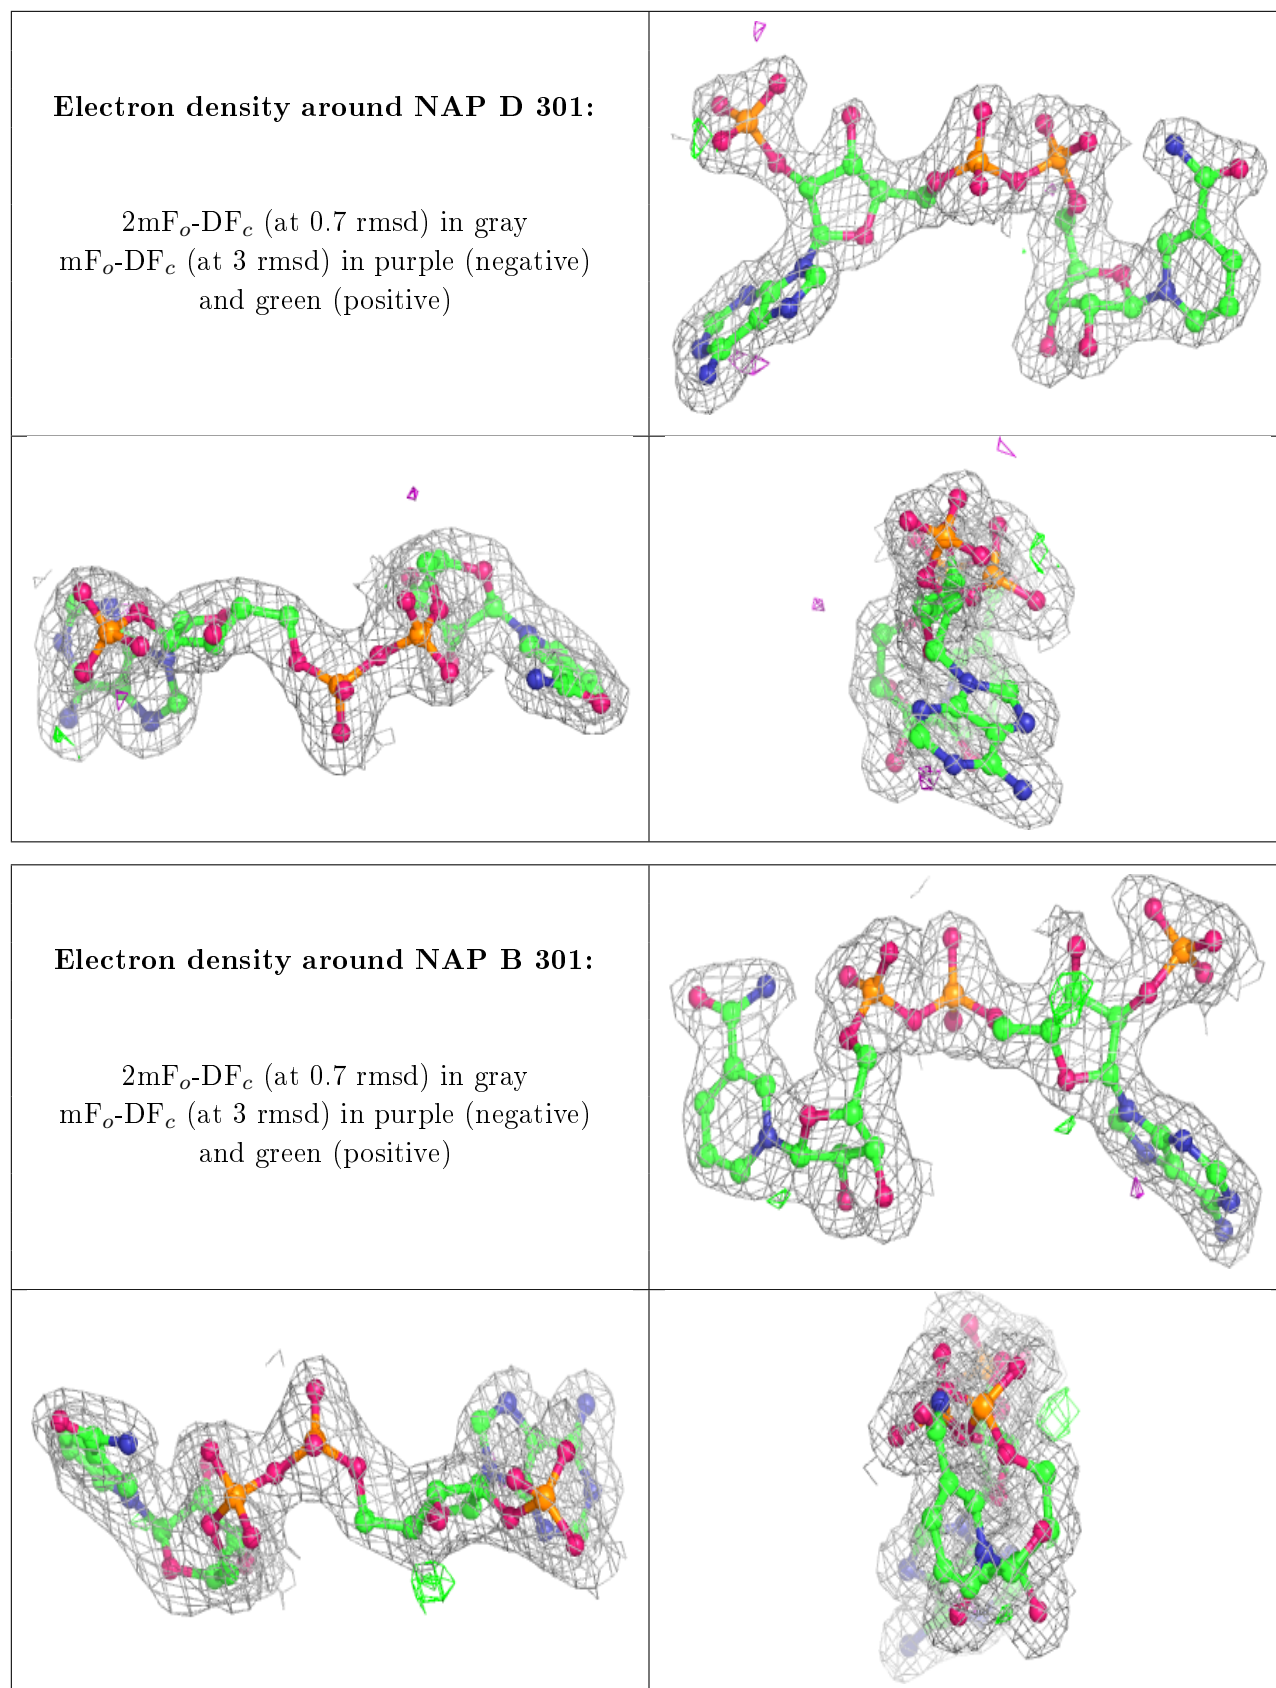 Electron density around NAP D 301:
2mFo-DFc (at 0.7 rmsd) in gray
mFo-DFc (at 3 rmsd) in purple (negative)
and green (positive)
Electron density around NAP B 301:
2mFo-DFc (at 0.7 rmsd) in gray
mFo-DFc (at 3 rmsd) in purple (negative)
and green (positive)